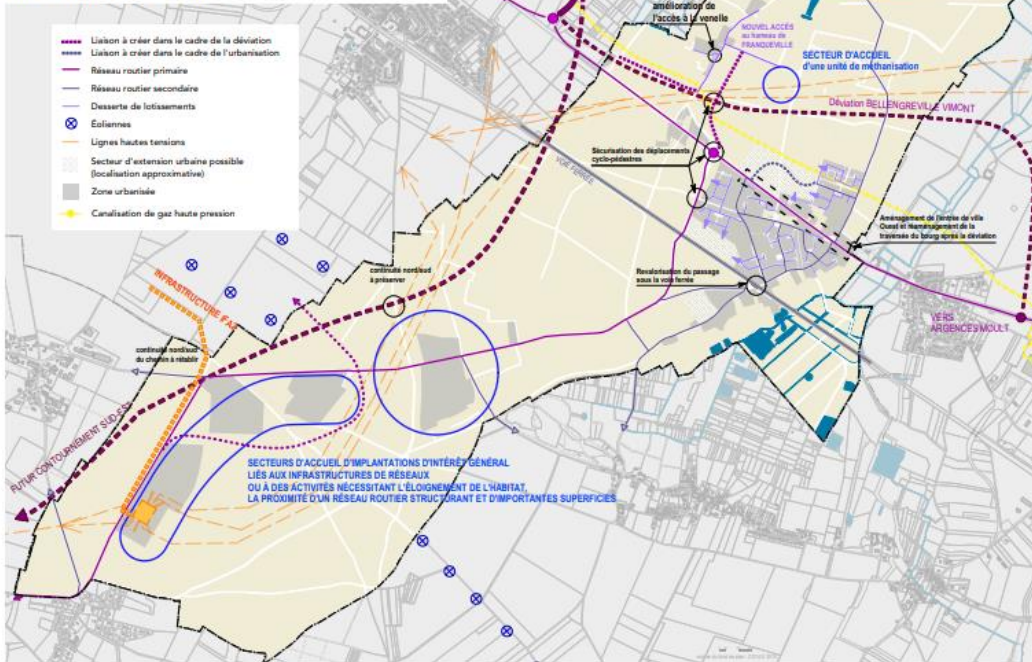 Liaison à créer dans le cadre de la déviation
Liaison à créer dans le cadre de l'urbanisation
Réseau routier primaire
Réseau routier secondaire
Desserte de lotissements
Éoliennes
Lignes hautes tensions
Secteur d'extension urbaine possible
(localisation approximative)
Zone urbanisée
Canalisation de gaz haute pression
amélioration de
l'accès à la venelle
NOUVEL ACCÈS
au hameau de
FRANQUEVILLE
SECTEUR D'ACCUEIL
d'une unité de méthanisation
Déviation BELLENGREVILLE VIMONT
Sécurisation des déplacements
cyclo-pédestres
VOIE FERRÉE
Aménagement de l'entrée de ville
Ouest et réaménagement de la
traversée du bourg après la déviation
Revalorisation du passage
sous la voie ferrée
VERS
ARGENCES MOULT
continuité nord/sud
à préserver
INFRASTRUCTURE
continuité nord/sud
du chemin à rétablir
FUTUR CONTOURNEMENT SUD-EST
SECTEURS D'ACCUEIL D'IMPLANTATIONS D'INTÉRÊT GÉNÉRAL
LIÉS AUX INFRASTRUCTURES DE RÉSEAUX
OU À DES ACTIVITÉS NÉCESSITANT L'ÉLOIGNEMENT DE L'HABITAT,
LA PROXIMITÉ D'UN RÉSEAU ROUTIER STRUCTURANT ET D'IMPORTANTES SUPERFICIES